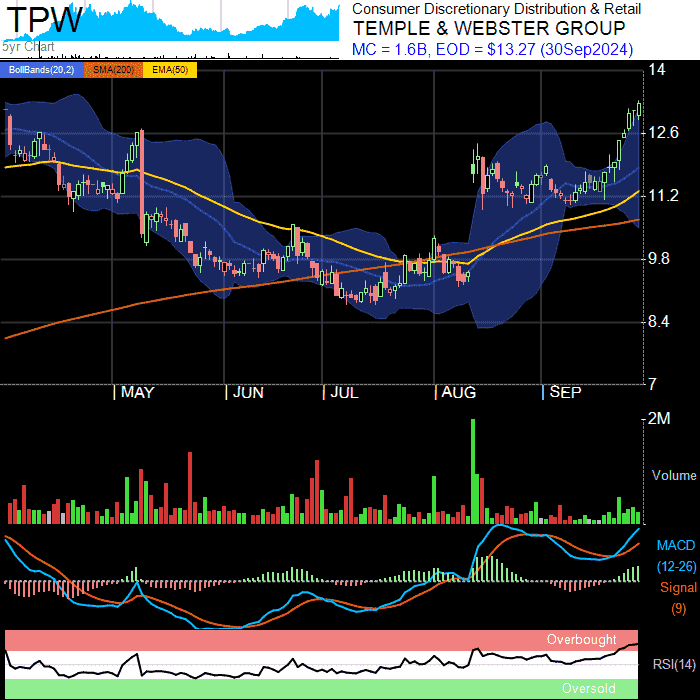 TPW
5yr Chart
Consumer Discretionary Distribution & Retail
TEMPLE & WEBSTER GROUP
MC = 1.6B, EOD = $13.27 (30Sep2024)
BollBands(20,2) SMA(200) EMA(50)
14
12.6
11.2
9.8
8.4
7
MAY JUN JUL AUG SEP
2M
Volume
MACD
(12-26)
Signal
(9)
Overbought
RSI(14)
Oversold